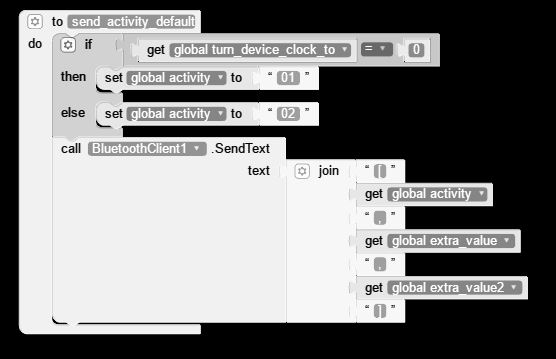 to send_activity_default
do if get global turn_device_clock_to = 0
then set global activity to “ 01 ”
else set global activity to “ 02 ”
call BluetoothClient1 .SendText
text join “ [ ”
get global activity
“ , ”
get global extra_value
“ , ”
get global extra_value2
“ ] ”